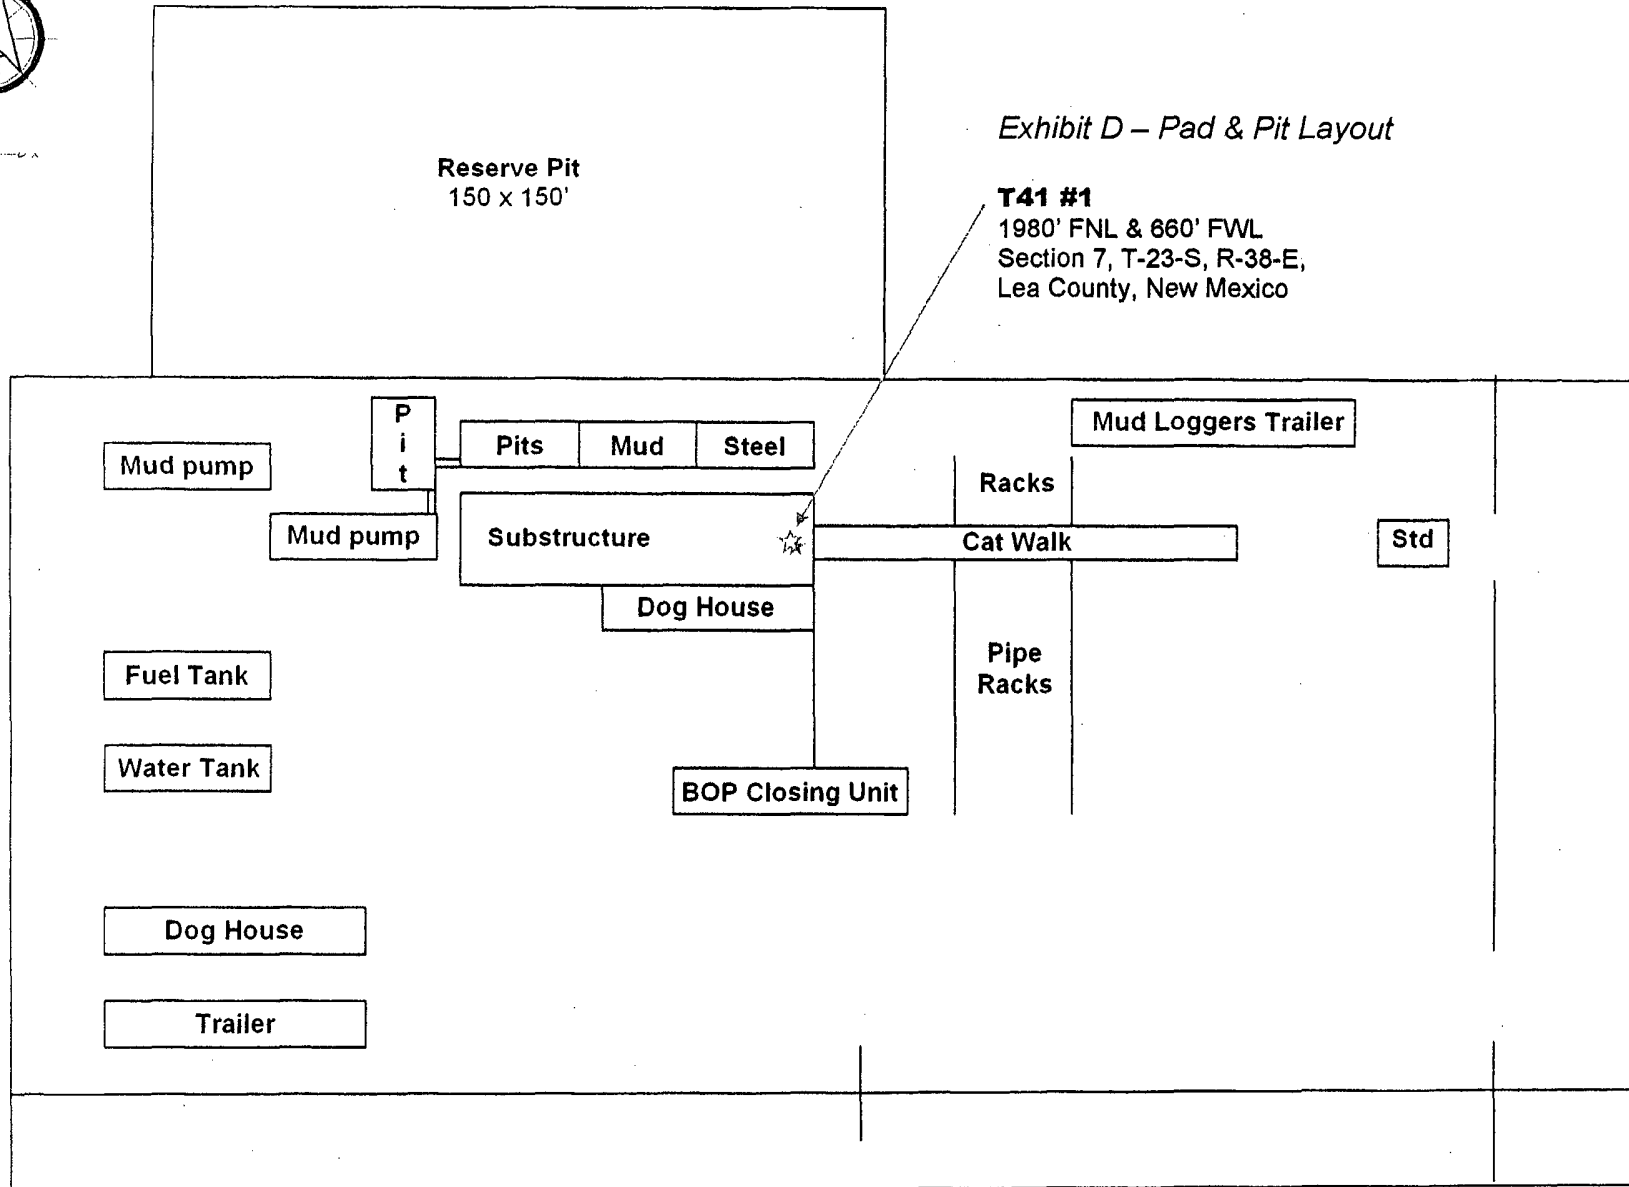 Exhibit D – Pad & Pit Layout
Reserve Pit
150 x 150'
T41 #1
1980' FNL & 660' FWL
Section 7, T-23-S, R-38-E,
Lea County, New Mexico
Pit
Pits
Mud
Steel
Mud Loggers Trailer
Mud pump
Racks
Mud pump
Substructure
Cat Walk
Std
Dog House
Pipe
Racks
Fuel Tank
Water Tank
BOP Closing Unit
Dog House
Trailer